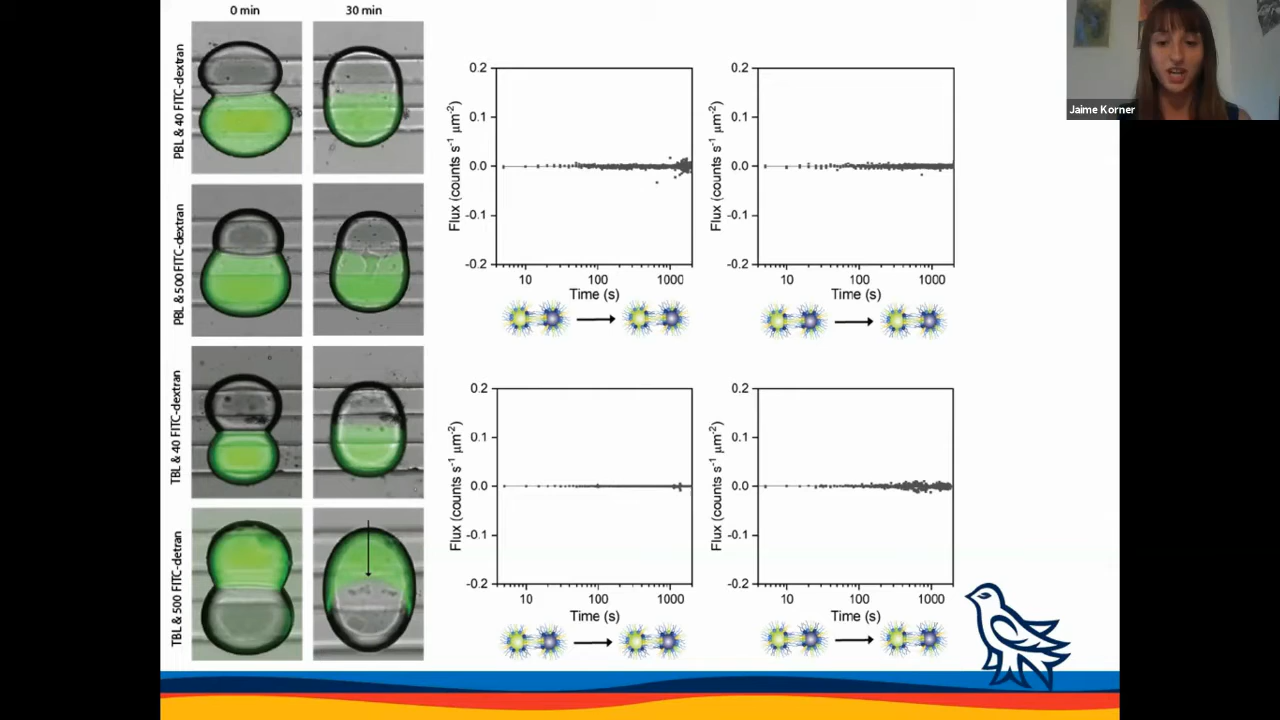 0 min
30 min
PBL & 40 FITC-dextran
PBL & 500 FITC-dextran
TBL & 40 FITC-dextran
TBL & 500 FITC-detran
0.2
0.1
0.0
-0.1
-0.2
Flux (counts s-1 μm-2)
10
100
1000
Time (s)
0.2
0.1
0.0
-0.1
-0.2
Flux (counts s-1 μm-2)
10
100
1000
Time (s)
0.2
0.1
0.0
-0.1
-0.2
Flux (counts s-1 μm-2)
10
100
1000
Time (s)
0.2
0.1
0.0
-0.1
-0.2
Flux (counts s-1 μm-2)
10
100
1000
Time (s)
Jaime Korner